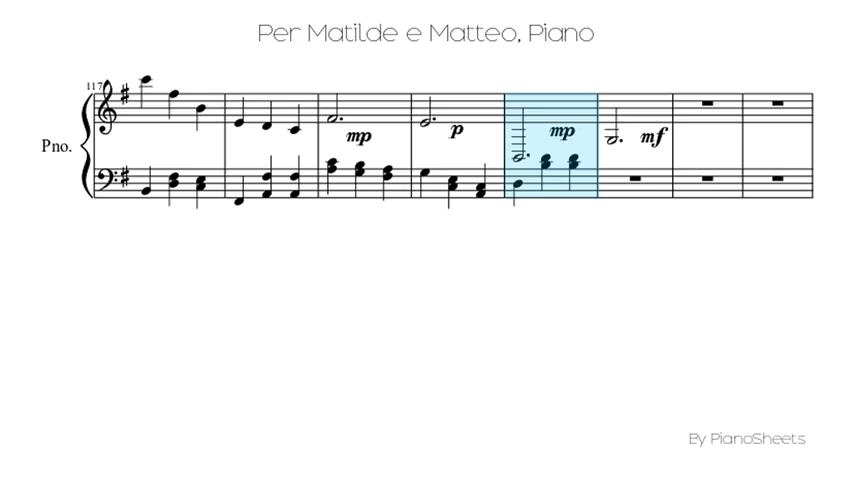 Per Matilde e Matteo, Piano
117
Pno.
mp
p
mp
mf
By PianoSheets